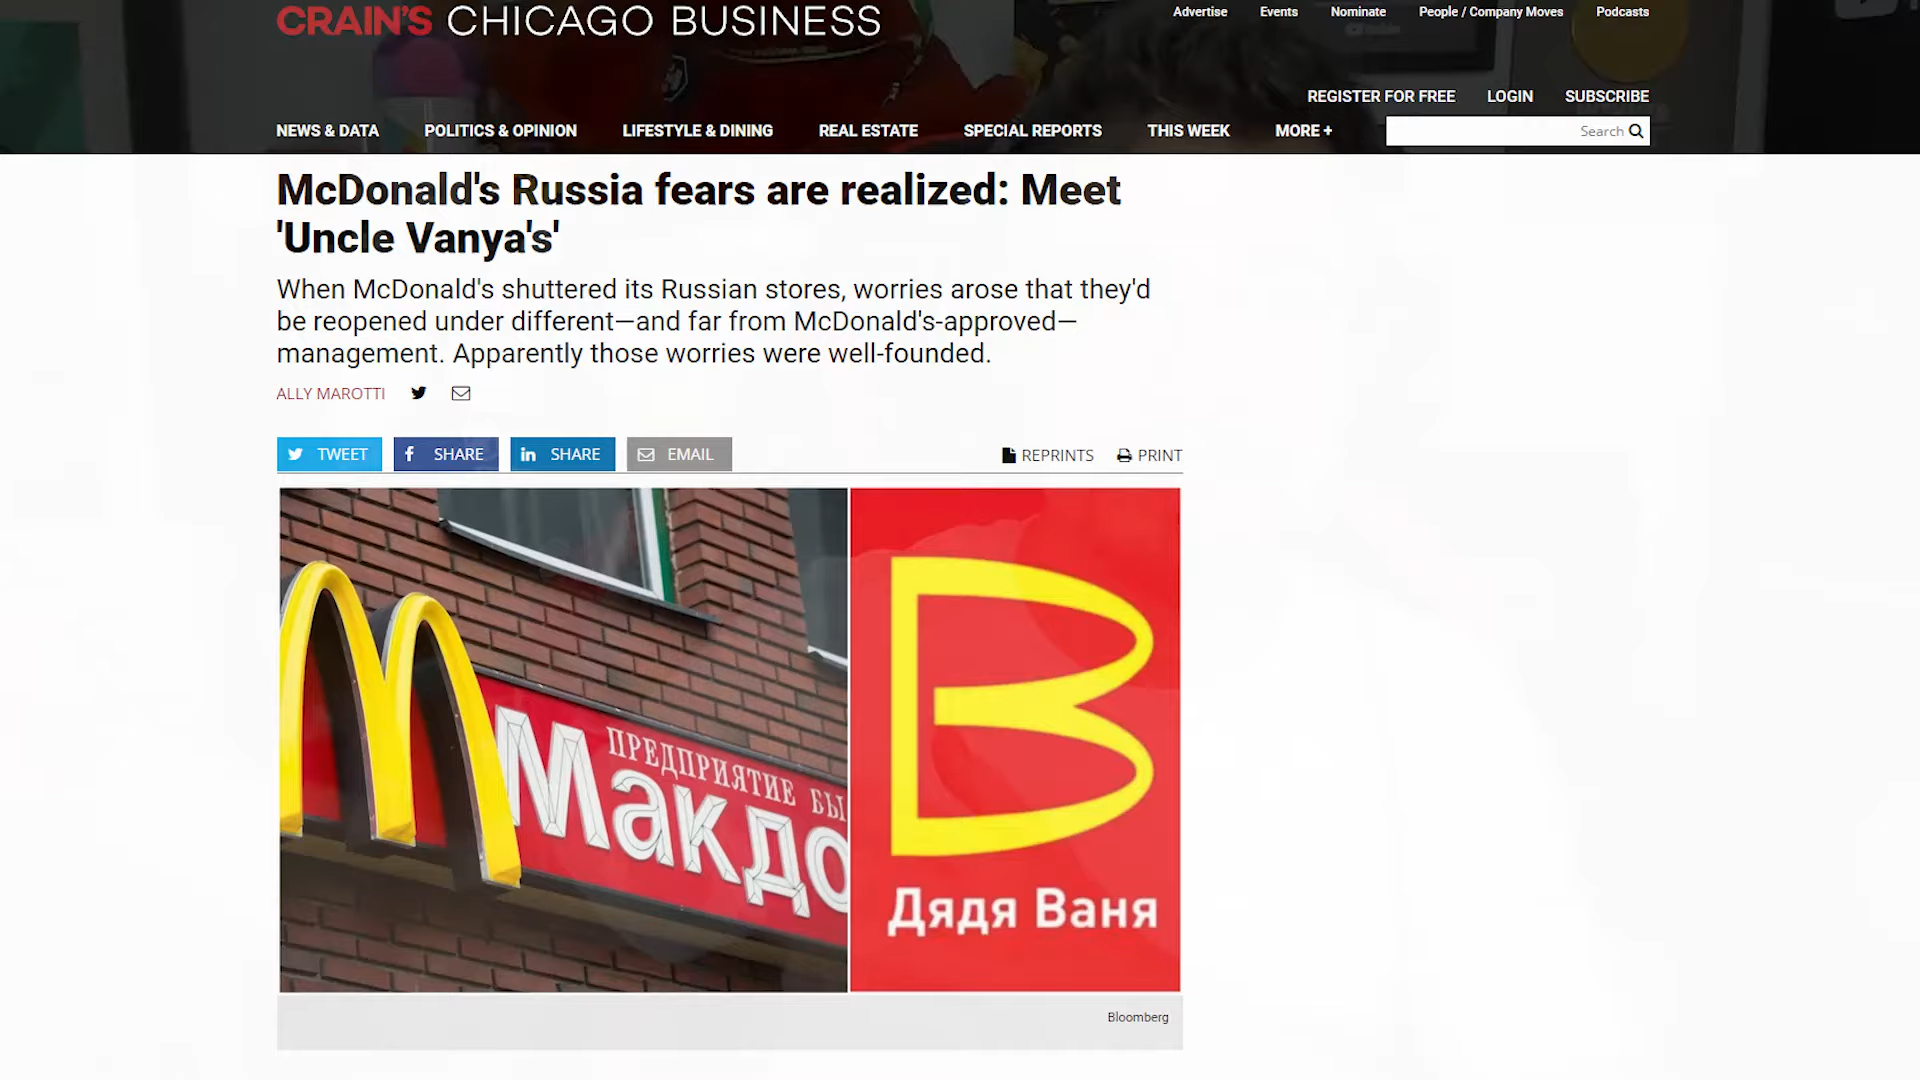 CRAIN'S CHICAGO BUSINESS
Advertise Events Nominate People / Company Moves Podcasts
REGISTER FOR FREE LOGIN SUBSCRIBE
NEWS & DATA POLITICS & OPINION LIFESTYLE & DINING REAL ESTATE SPECIAL REPORTS THIS WEEK MORE + Search
McDonald's Russia fears are realized: Meet
'Uncle Vanya's'
When McDonald's shuttered its Russian stores, worries arose that they'd
be reopened under different—and far from McDonald's-approved—
management. Apparently those worries were well-founded.
ALLY MAROTTI
TWEET SHARE SHARE EMAIL REPRINTS PRINT
ПРЕДПРИЯТИЕ БЫ
Макдо
В
Дядя Ваня
Bloomberg